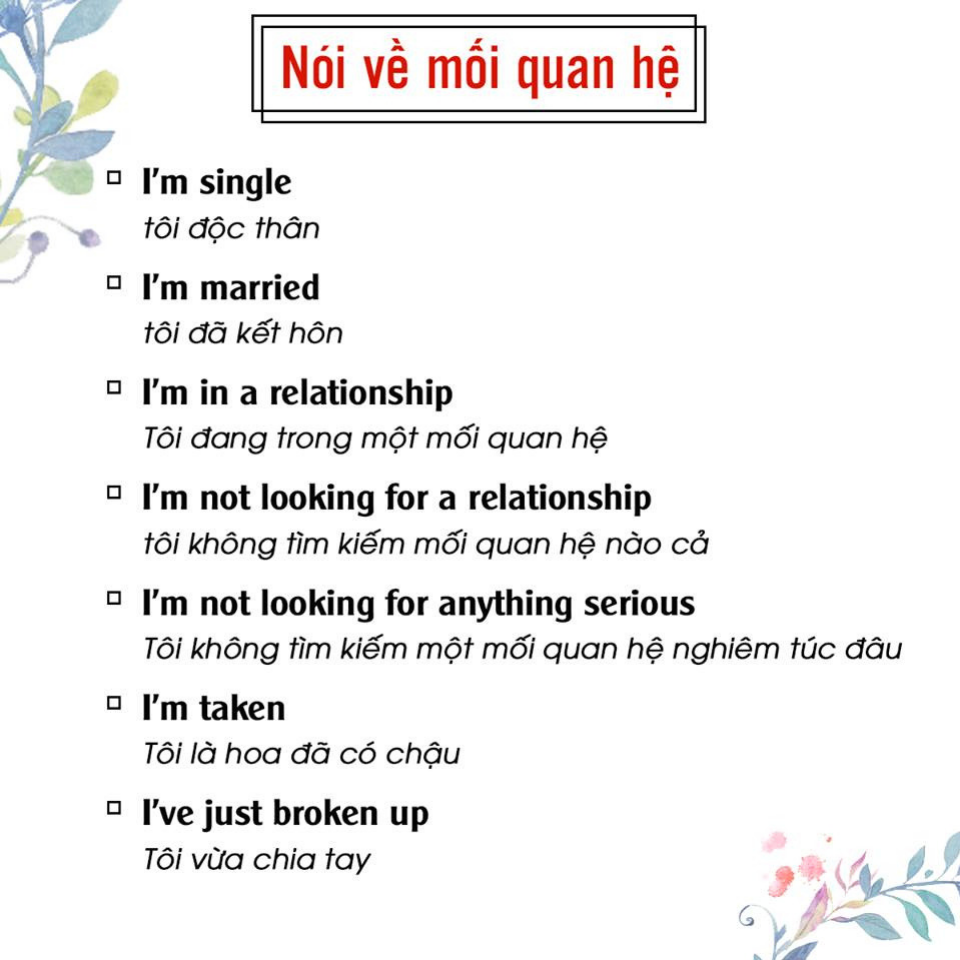 Nói về mối quan hệ
I'm single
tôi độc thân
I'm married
tôi đã kết hôn
I'm in a relationship
Tôi đang trong một mối quan hệ
I'm not looking for a relationship
tôi không tìm kiếm mối quan hệ nào cả
I'm not looking for anything serious
Tôi không tìm kiếm một mối quan hệ nghiêm túc đâu
I'm taken
Tôi là hoa đã có chậu
I've just broken up
Tôi vừa chia tay